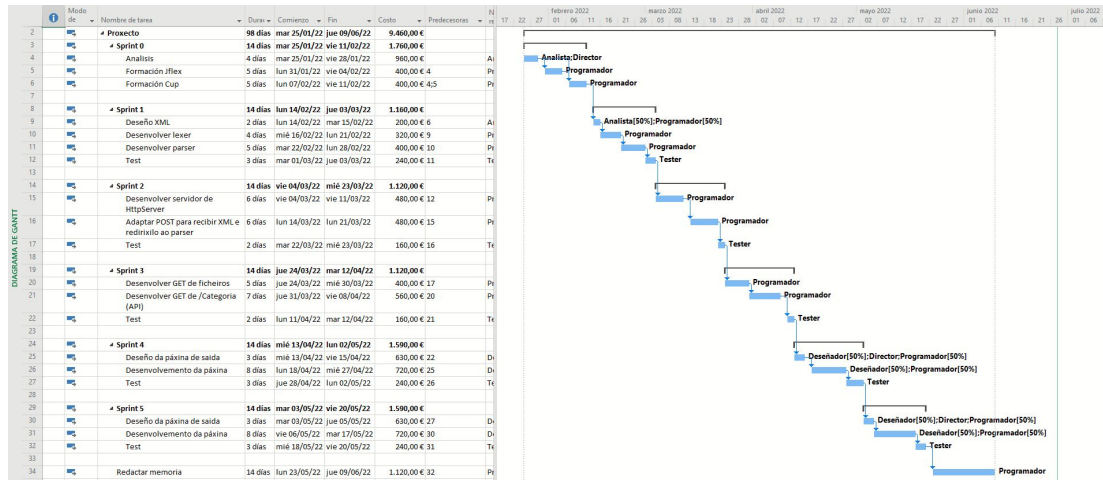 Modo de
Nombre de tarea
Comienzo
Fin
Costo
Predecesoras
febrero 2022 marzo 2022 abril 2022 mayo 2022 junio 2022 julio 2022
17 22 27 01 06 11 16 21 26 03 08 13 18 23 28 02 07 12 17 22 27 02 07 12 17 22 27 01 06 11 16 21 26 01 06
DIAGRAMA DE GANTT
2 Proxecto 98 días mar 25/01/22 jue 09/06/22 9.460,00 €
3 Sprint 0 14 días mar 25/01/22 vie 11/02/22 1.760,00 €
4 Analisis 4 días mar 25/01/22 vie 28/01/22 960,00 € Analista;Director
5 Formación Jflex 5 días lun 31/01/22 vie 04/02/22 400,00 € 4 Programador
6 Formación Cup 5 días lun 07/02/22 vie 11/02/22 400,00 € 4;5 Programador
7
8 Sprint 1 14 días lun 14/02/22 jue 03/03/22 1.160,00 €
9 Deseño XML 2 días lun 14/02/22 mar 15/02/22 200,00 € 6 Analista[50%];Programador[50%]
10 Desenvolver lexer 4 días mié 16/02/22 lun 21/02/22 320,00 € 9 Programador
11 Desenvolver parser 5 días mar 22/02/22 lun 28/02/22 400,00 € 10 Programador
12 Test 3 días mar 01/03/22 jue 03/03/22 240,00 € 11 Tester
13
14 Sprint 2 14 días vie 04/03/22 mié 23/03/22 1.120,00 €
15 Desenvolver servidor de 6 días vie 04/03/22 vie 11/03/22 480,00 € 12 Programador
HttpServer
16 Adaptar POST para recibir XML e 6 días lun 14/03/22 lun 21/03/22 480,00 € 15 Programador
redirixilo ao parser
17 Test 2 días mar 22/03/22 mié 23/03/22 160,00 € 16 Tester
18
19 Sprint 3 14 días jue 24/03/22 mar 12/04/22 1.120,00 €
20 Desenvolver GET de ficheiros 5 días jue 24/03/22 mié 30/03/22 400,00 € 17 Programador
21 Desenvolver GET de /Categoria 7 días jue 31/03/22 vie 08/04/22 560,00 € 20 Programador
(API)
22 Test 2 días lun 11/04/22 mar 12/04/22 160,00 € 21 Tester
23
24 Sprint 4 14 días mié 13/04/22 lun 02/05/22 1.590,00 €
25 Deseño da páxina de saida 3 días mié 13/04/22 vie 15/04/22 630,00 € 22 Deseñador[50%];Director;Programador[50%]
26 Desenvolvemento da páxina 8 días lun 18/04/22 mié 27/04/22 720,00 € 25 Deseñador[50%];Programador[50%]
27 Test 3 días jue 28/04/22 lun 02/05/22 240,00 € 26 Tester
28
29 Sprint 5 14 días mar 03/05/22 vie 20/05/22 1.590,00 €
30 Deseño da páxina de saida 3 días mar 03/05/22 jue 05/05/22 630,00 € 27 Deseñador[50%];Director;Programador[50%]
31 Desenvolvemento da páxina 8 días vie 06/05/22 mar 17/05/22 720,00 € 30 Deseñador[50%];Programador[50%]
32 Test 3 días mié 18/05/22 vie 20/05/22 240,00 € 31 Tester
33
34 Redactar memoria 14 días lun 23/05/22 jue 09/06/22 1.120,00 € 32 Programador